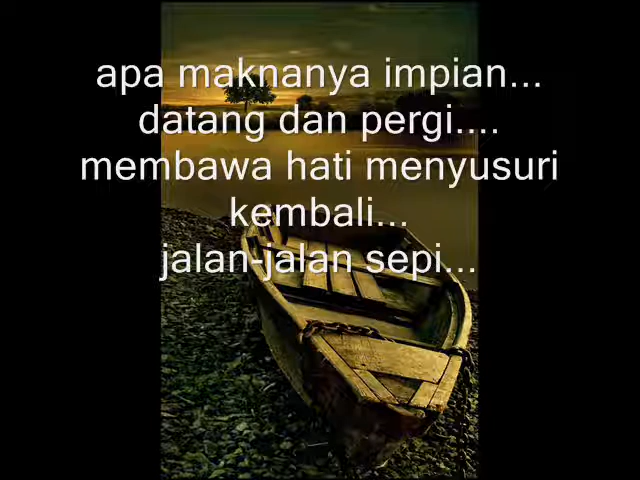 apa maknanya impian...
datang dan pergi....
membawa hati menyusuri
kembali...
jalan-jalan sepi...